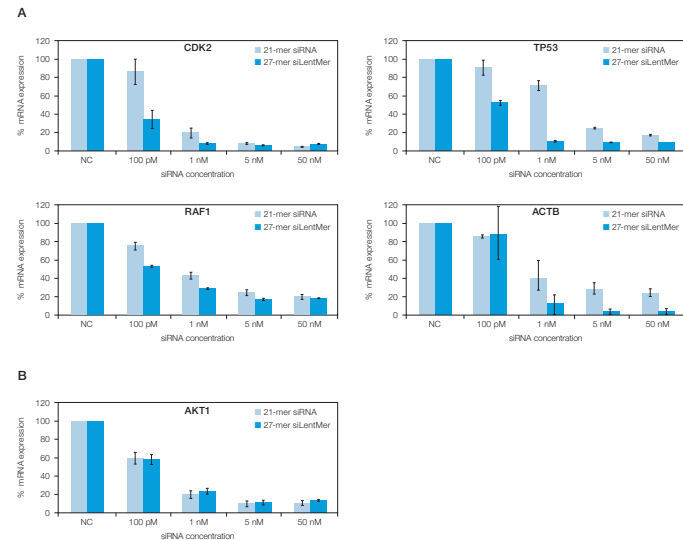 A
CDK2
21-mer siRNA
27-mer siLentMer
% mRNA expression
120
100
80
60
40
20
0
NC 100 pM 1 nM 5 nM 50 nM
siRNA concentration
TP53
21-mer siRNA
27-mer siLentMer
% mRNA expression
120
100
80
60
40
20
0
NC 100 pM 1 nM 5 nM 50 nM
siRNA concentration
RAF1
21-mer siRNA
27-mer siLentMer
% mRNA expression
120
100
80
60
40
20
0
NC 100 pM 1 nM 5 nM 50 nM
siRNA concentration
ACTB
21-mer siRNA
27-mer siLentMer
% mRNA expression
120
100
80
60
40
20
0
NC 100 pM 1 nM 5 nM 50 nM
siRNA concentration
B
AKT1
21-mer siRNA
27-mer siLentMer
% mRNA expression
120
100
80
60
40
20
0
NC 100 pM 1 nM 5 nM 50 nM
siRNA concentration